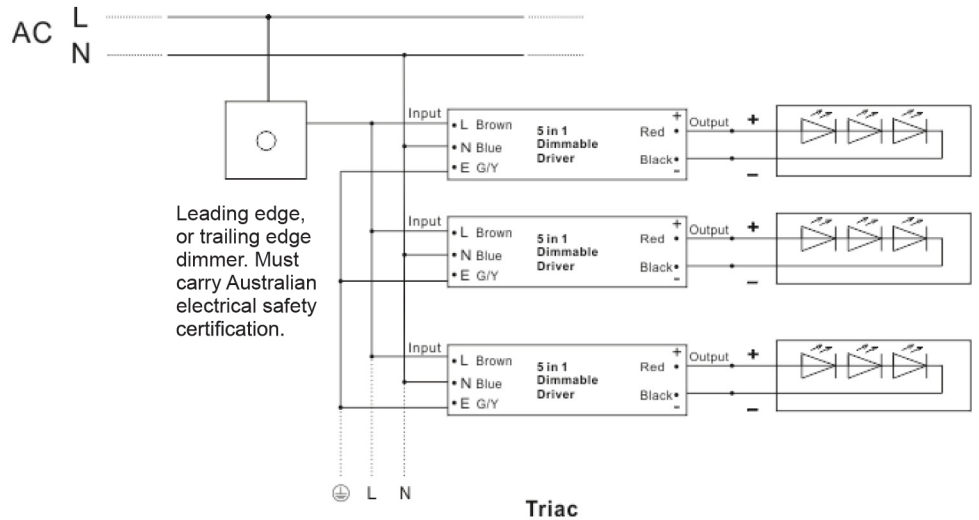 AC
L
N
Leading edge,
or trailing edge
dimmer. Must
carry Australian
electrical safety
certification.
Input
L Brown
N Blue
E G/Y
5 in 1
Dimmable
Driver
+
Red
Black
-
Output
+
-
Input
L Brown
N Blue
E G/Y
5 in 1
Dimmable
Driver
+
Red
Black
-
Output
+
-
Input
L Brown
N Blue
E G/Y
5 in 1
Dimmable
Driver
+
Red
Black
-
Output
+
-
L N
Triac